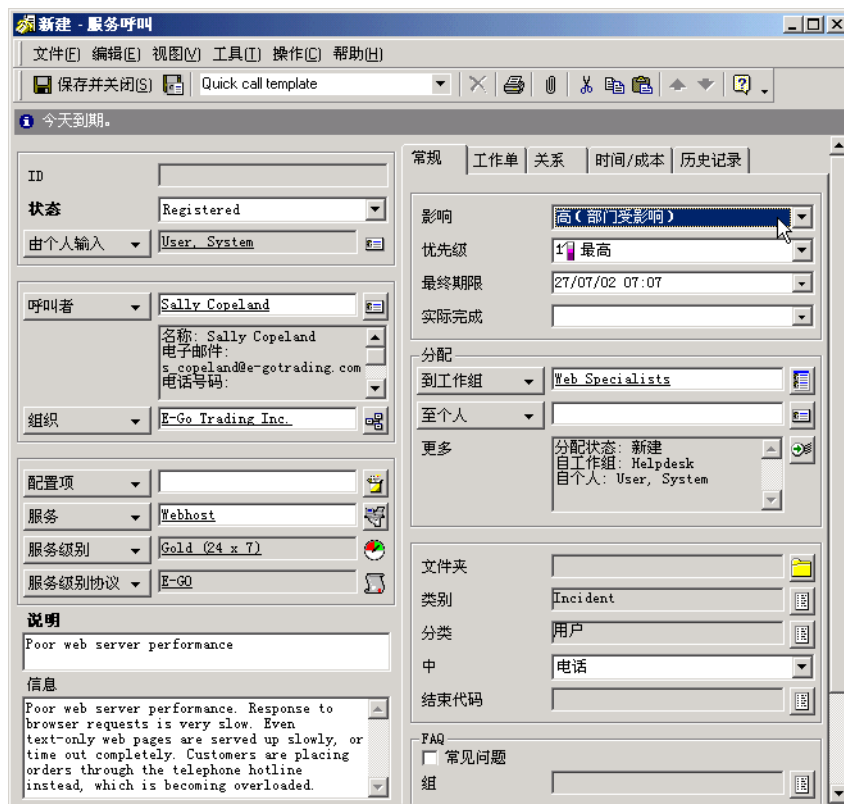 新建 - 服务呼叫
文件(F) 编辑(E) 视图(V) 工具(T) 操作(C) 帮助(H)
保存并关闭(S) Quick call template
今天到期。
ID
状态 Registered
由个人输入 User, System
呼叫者 Sally Copeland
名称: Sally Copeland
电子邮件:
s_copeland@e-gotrading.com
电话号码:
组织 E-Go Trading Inc.
配置项
服务 Webhost
服务级别 Gold (24 x 7)
服务级别协议 E-GO
说明
Poor web server performance
信息
Poor web server performance. Response to
browser requests is very slow. Even
text-only web pages are served up slowly, or
time out completely. Customers are placing
orders through the telephone hotline
instead, which is becoming overloaded.
常规 工作单 关系 时间/成本 历史记录
影响 高(部门受影响)
优先级 1 最高
最终期限 27/07/02 07:07
实际完成
分配
到工作组 Web Specialists
至个人
更多 分配状态: 新建
自工作组: Helpdesk
自个人: User, System
文件夹
类别 Incident
分类 用户
中 电话
结束代码
FAQ
常见问题
组